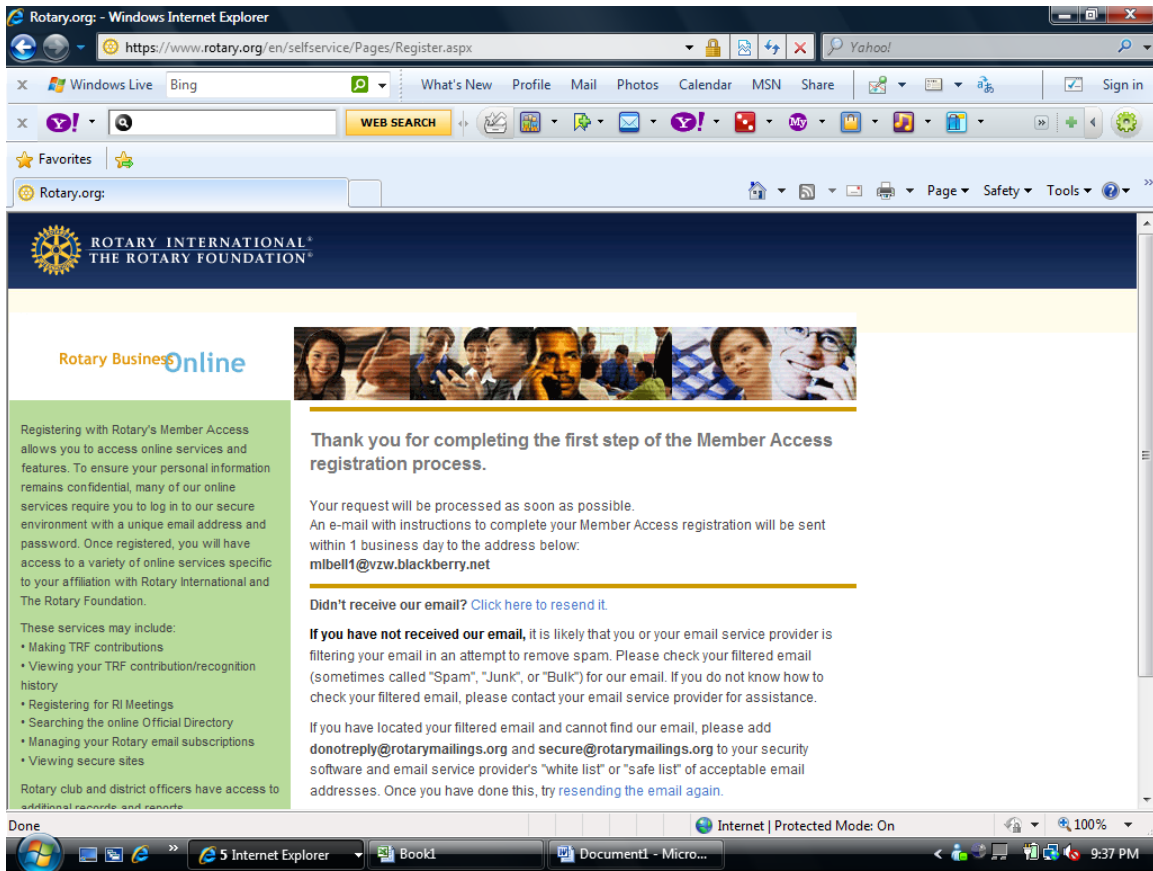 Rotary.org: - Windows Internet Explorer
https://www.rotary.org/en/selfservice/Pages/Register.aspx
Yahoo!
x Windows Live Bing What's New Profile Mail Photos Calendar MSN Share Sign in
x Y! WEB SEARCH Y! My »
Favorites
Rotary.org: Page Safety Tools »
ROTARY INTERNATIONAL®
THE ROTARY FOUNDATION®
Rotary Business Online
Registering with Rotary's Member Access
allows you to access online services and
features. To ensure your personal information
remains confidential, many of our online
services require you to log in to our secure
environment with a unique email address and
password. Once registered, you will have
access to a variety of online services specific
to your affiliation with Rotary International and
The Rotary Foundation.
These services may include:
• Making TRF contributions
• Viewing your TRF contribution/recognition
history
• Registering for RI Meetings
• Searching the online Official Directory
• Managing your Rotary email subscriptions
• Viewing secure sites
Rotary club and district officers have access to
additional records and reports
Thank you for completing the first step of the Member Access
registration process.
Your request will be processed as soon as possible.
An e-mail with instructions to complete your Member Access registration will be sent
within 1 business day to the address below:
mlbell1@vzw.blackberry.net
Didn't receive our email? Click here to resend it.
If you have not received our email, it is likely that you or your email service provider is
filtering your email in an attempt to remove spam. Please check your filtered email
(sometimes called "Spam", "Junk", or "Bulk") for our email. If you do not know how to
check your filtered email, please contact your email service provider for assistance.
If you have located your filtered email and cannot find our email, please add
donotreply@rotarymailings.org and secure@rotarymailings.org to your security
software and email service provider's "white list" or "safe list" of acceptable email
addresses. Once you have done this, try resending the email again.
Done Internet | Protected Mode: On 100%
» 5 Internet Explorer Book1 Document1 - Micro... < 9:37 PM